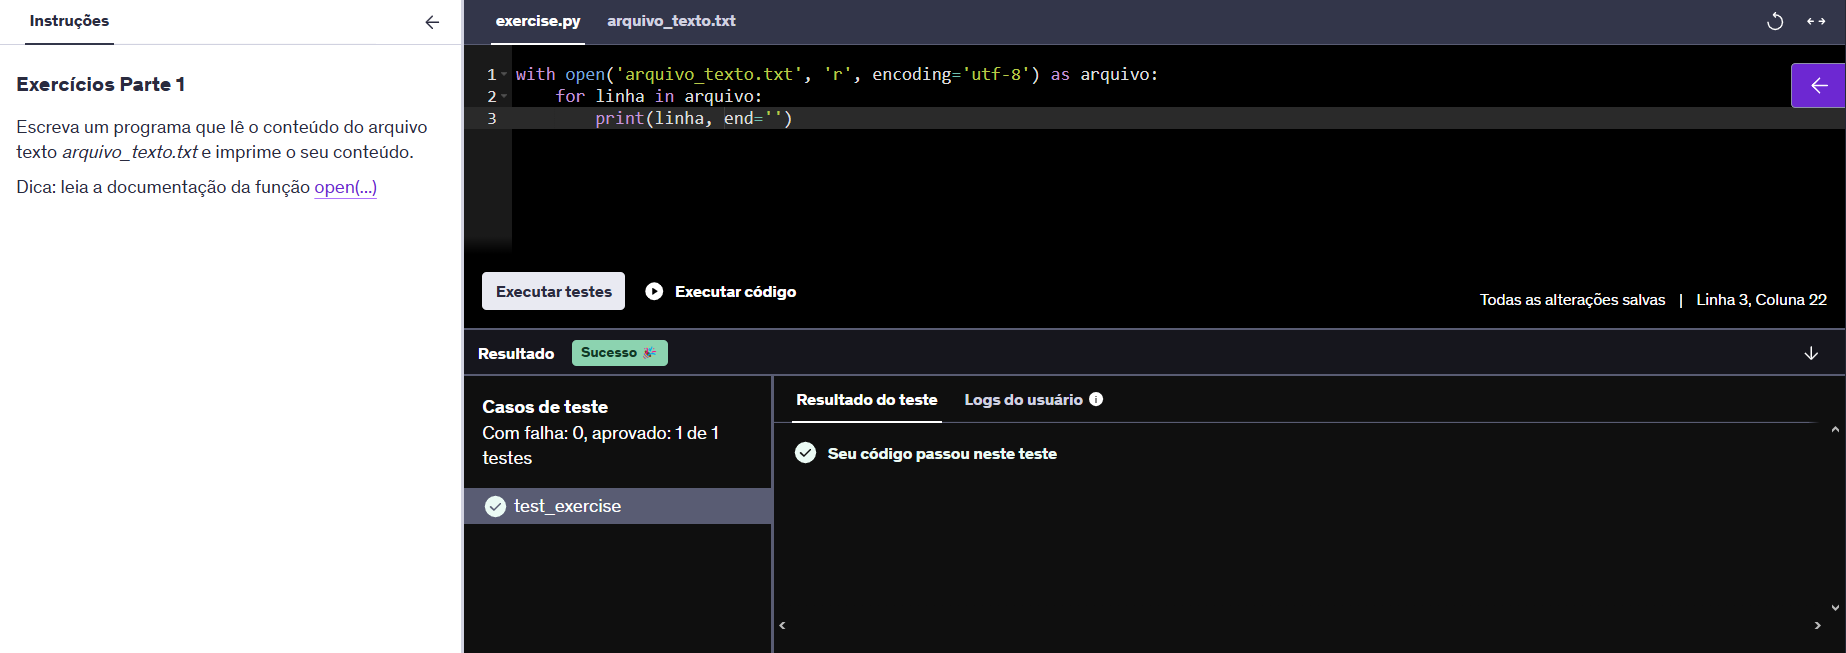 Instruções
Exercícios Parte 1
Escreva um programa que lê o conteúdo do arquivo
texto arquivo_texto.txt e imprime o seu conteúdo.
Dica: leia a documentação da função open(...)
exercise.py arquivo_texto.txt
1 with open('arquivo_texto.txt', 'r', encoding='utf-8') as arquivo:
2     for linha in arquivo:
3         print(linha, end='')
Executar testes Executar código
Todas as alterações salvas | Linha 3, Coluna 22
Resultado Sucesso 🎉
Casos de teste
Com falha: 0, aprovado: 1 de 1
testes
test_exercise
Resultado do teste Logs do usuário
Seu código passou neste teste